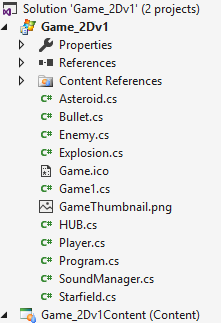 Solution 'Game_2Dv1' (2 projects)
Game_2Dv1
Properties
References
Content References
Asteroid.cs
Bullet.cs
Enemy.cs
Explosion.cs
Game.ico
Game1.cs
GameThumbnail.png
HUB.cs
Player.cs
Program.cs
SoundManager.cs
Starfield.cs
Game_2Dv1Content (Content)